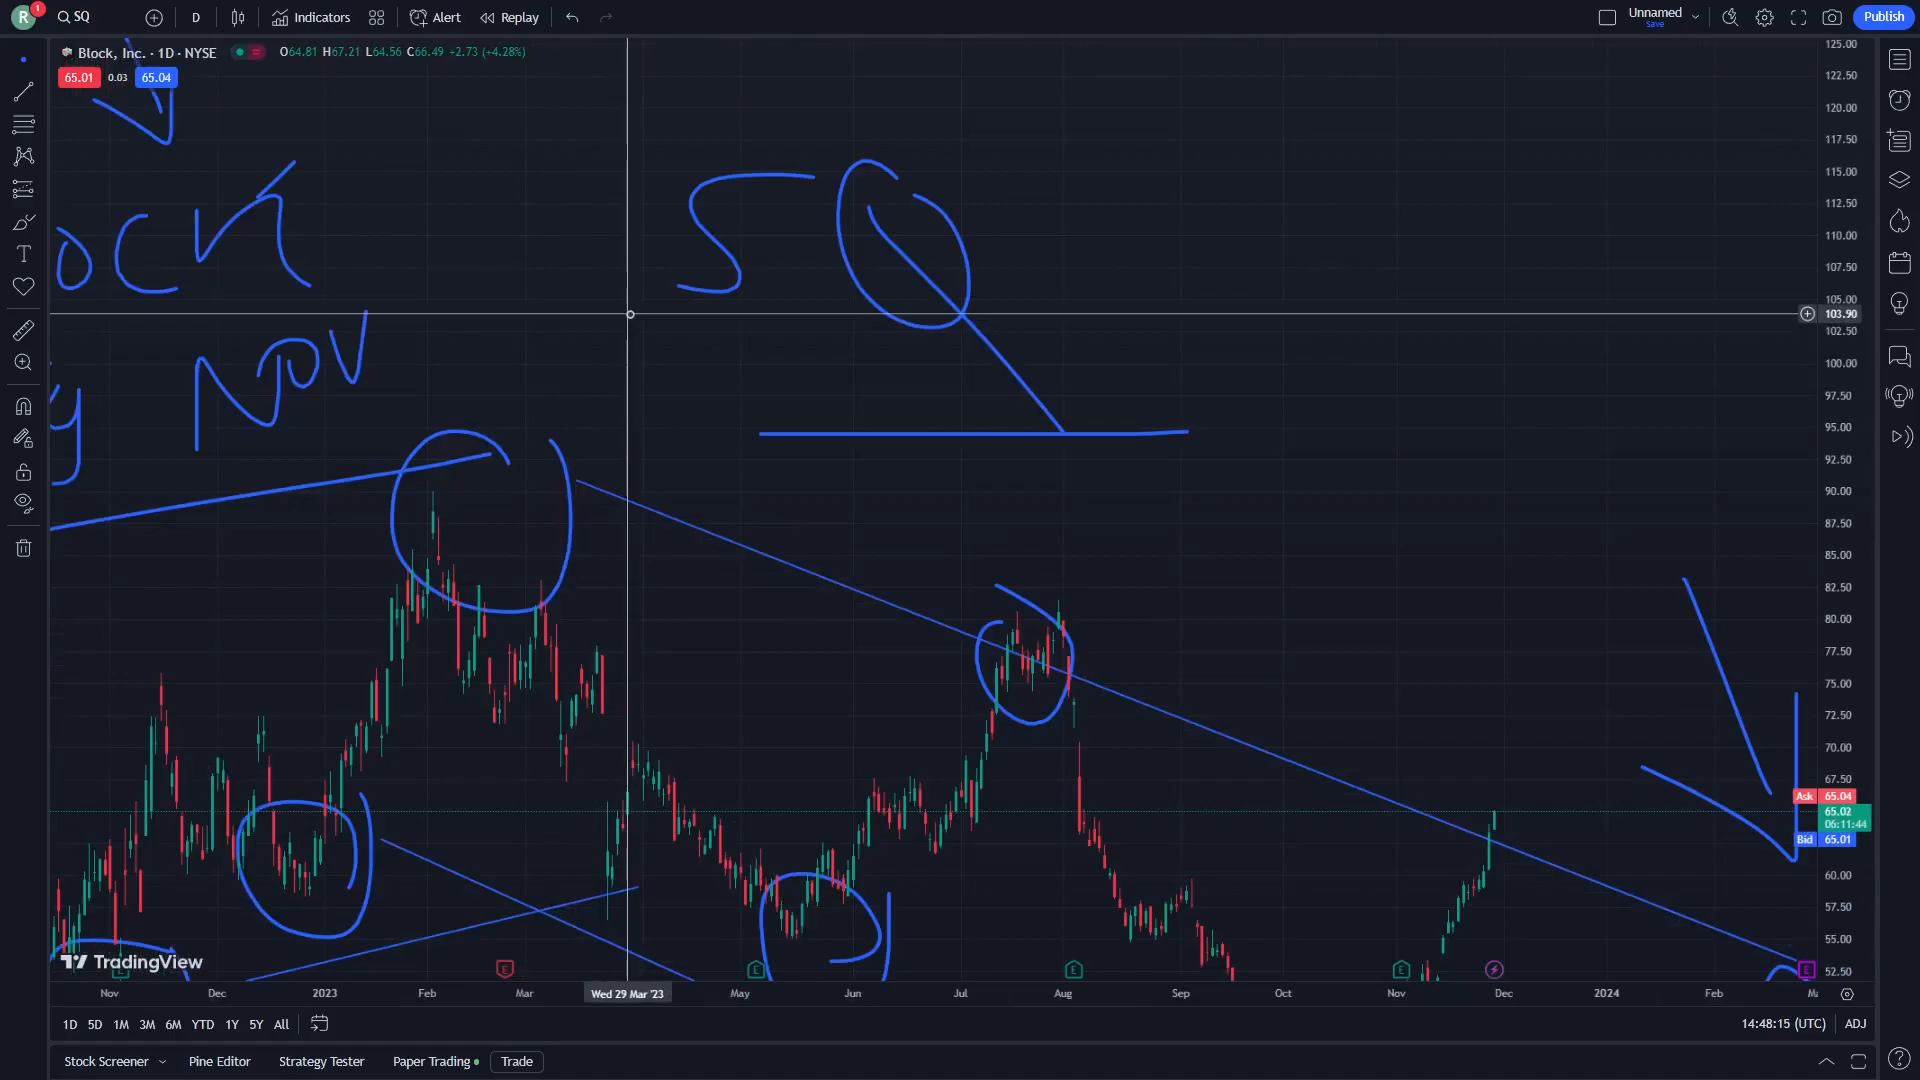 R 1 SQ D Indicators Alert Replay Unnamed Save Publish
Block, Inc. · 1D · NYSE O64.81 H67.21 L64.56 C66.49 +2.73 (+4.28%)
65.01 0.03 65.04
125.00
122.50
120.00
117.50
115.00
112.50
110.00
107.50
105.00
103.90
102.50
100.00
97.50
95.00
92.50
90.00
87.50
85.00
82.50
80.00
77.50
75.00
72.50
70.00
67.50
Ask 65.04
65.02
06:11:44
Bid 65.01
60.00
57.50
55.00
52.50
ock SQ
y NOV
TradingView
E E E E E
Nov Dec 2023 Feb Mar Wed 29 Mar '23 May Jun Jul Aug Sep Oct Nov Dec 2024 Feb
1D 5D 1M 3M 6M YTD 1Y 5Y All 14:48:15 (UTC) ADJ
Stock Screener Pine Editor Strategy Tester Paper Trading Trade